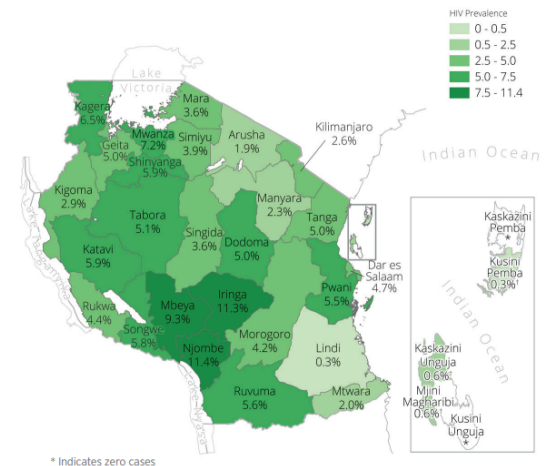 HIV Prevalence
0 - 0.5
0.5 - 2.5
2.5 - 5.0
5.0 - 7.5
7.5 - 11.4
Lake
Victoria
Kagera
6.5%
Mara
3.6%
Mwanza
7.2%
Simiyu
3.9%
Geita
5.0%
Shinyanga
5.9%
Arusha
1.9%
Kilimanjaro
2.6%
Indian Ocean
Kigoma
2.9%
Tabora
5.1%
Manyara
2.3%
Singida
3.6%
Tanga
5.0%
Katavi
5.9%
Dodoma
5.0%
Dar es
Salaam
4.7%
Pwani
5.5%
Rukwa
4.4%
Mbeya
9.3%
Iringa
11.3%
Songwe
5.8%
Morogoro
4.2%
Njombe
11.4%
Lindi
0.3%
Ruvuma
5.6%
Mtwara
2.0%
Kaskazini
Pemba
*
Kusini
Pemba
0.3%¹
Indian Ocean
Kaskazini
Unguja
0.6%¹
Mjini
Magharibi
0.6%¹
Kusini
Unguja
*
* Indicates zero cases